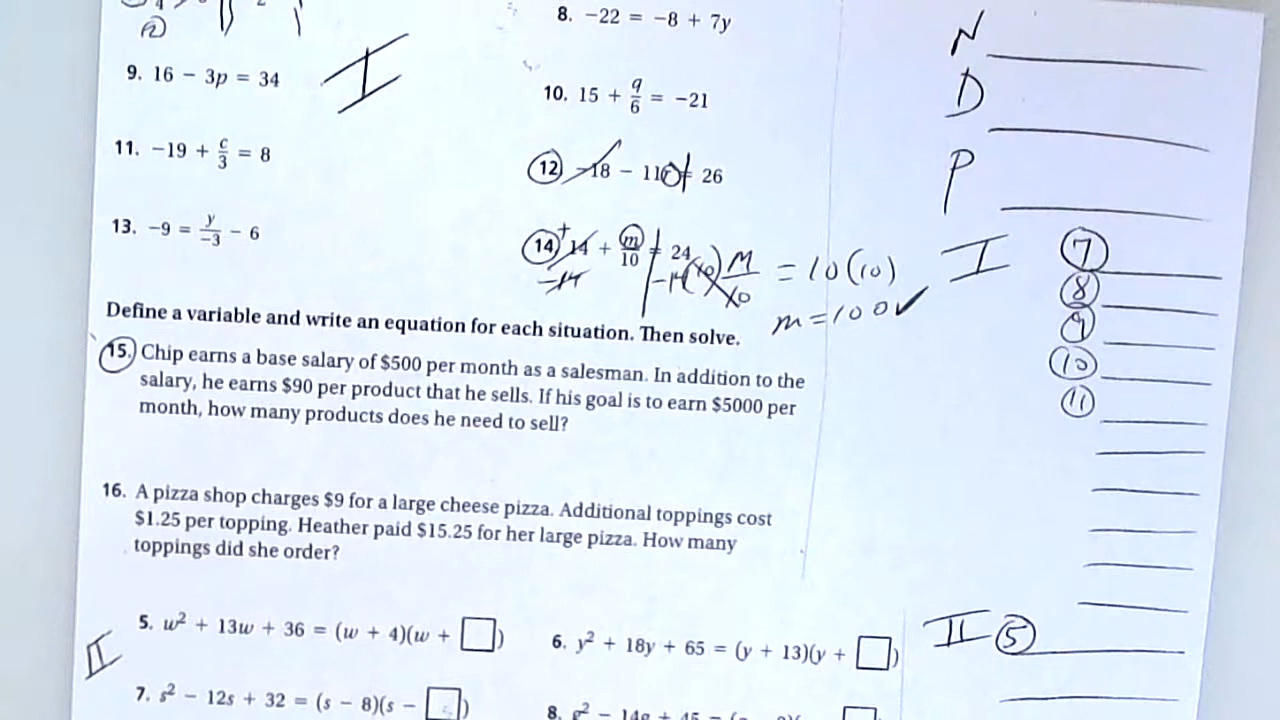 8. −22 = −8 + 7y
N
9. 16 − 3p = 34
I
10. 15 + q/6 = −21
D
11. −19 + c/3 = 8
12 −18 − 11 = 26
P
13. −9 = y/−3 − 6
14 14 + m/10 = 24
−14 −14
(10) M/10 = 10(10)
m = 100 ✓
I 7
8
9
10
11
Define a variable and write an equation for each situation. Then solve.
15. Chip earns a base salary of $500 per month as a salesman. In addition to the
salary, he earns $90 per product that he sells. If his goal is to earn $5000 per
month, how many products does he need to sell?
16. A pizza shop charges $9 for a large cheese pizza. Additional toppings cost
$1.25 per topping. Heather paid $15.25 for her large pizza. How many
toppings did she order?
II
5. w² + 13w + 36 = (w + 4)(w + □)
6. y² + 18y + 65 = (y + 13)(y + □)
II 5
7. s² − 12s + 32 = (s − 8)(s − □)
8.